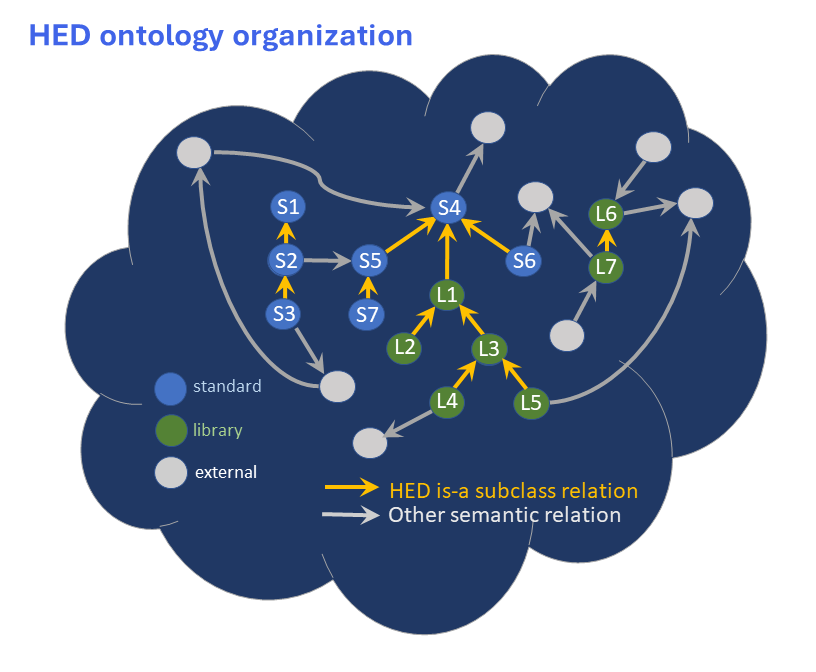 HED ontology organization
S1
S4
L6
S2
S5
S6
L7
L1
S3
S7
L2
L3
L4
L5
standard
library
external
HED is-a subclass relation
Other semantic relation